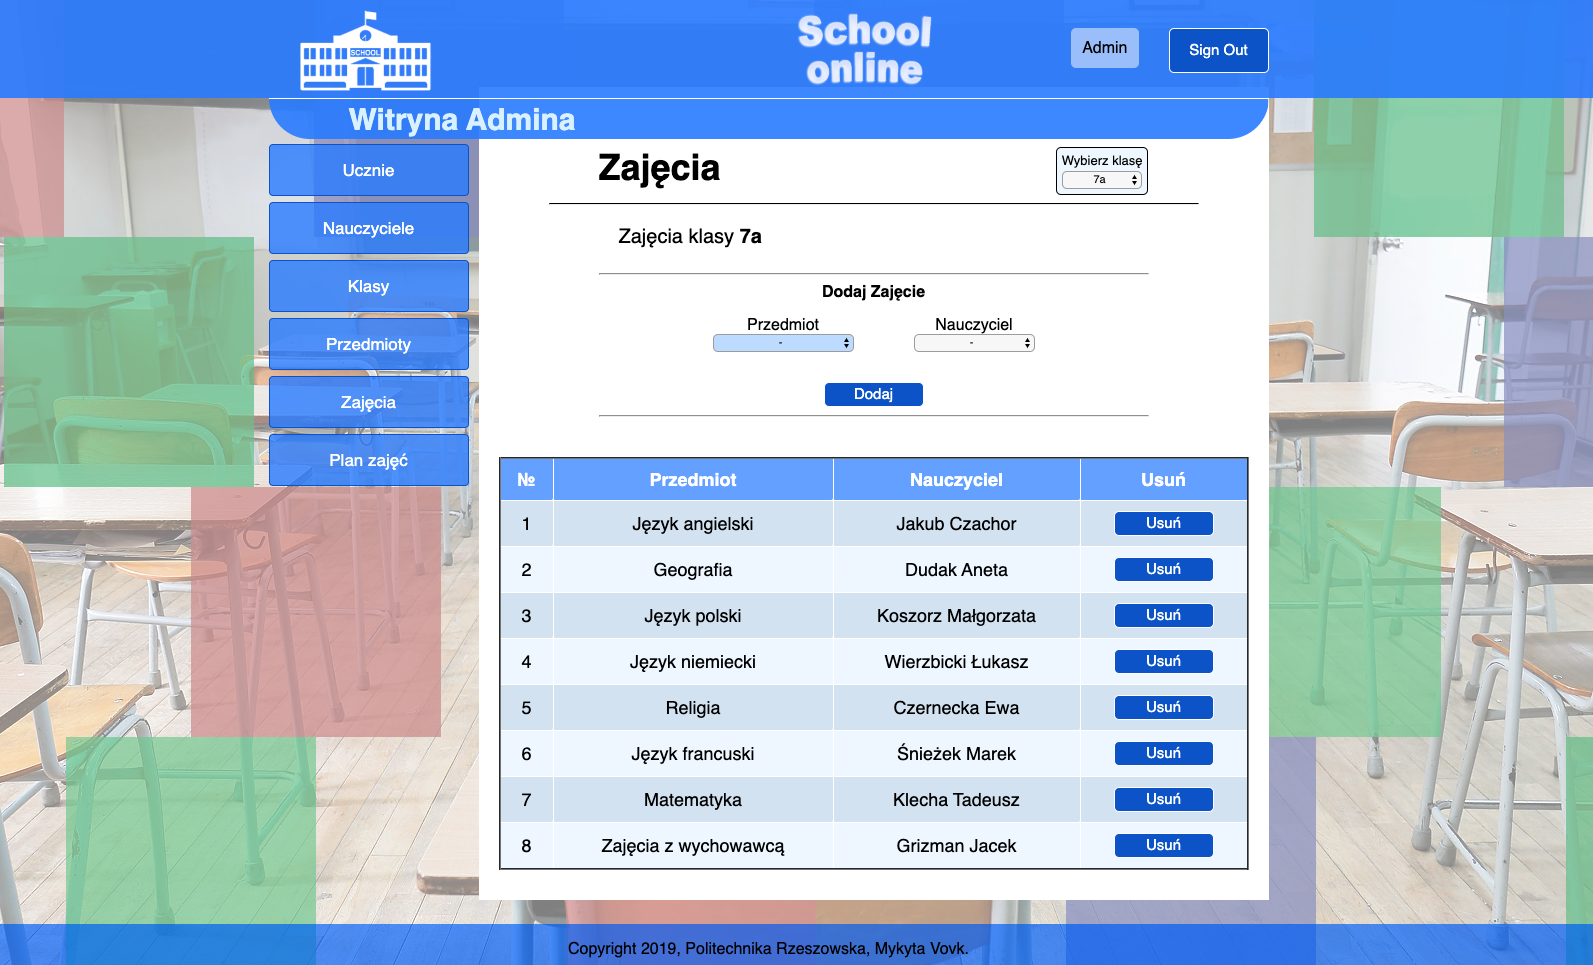 SCHOOL
School
online
Admin
Sign Out
Witryna Admina
Ucznie
Nauczyciele
Klasy
Przedmioty
Zajęcia
Plan zajęć
Zajęcia
Wybierz klasę
7a
Zajęcia klasy 7a
Dodaj Zajęcie
Przedmiot Nauczyciel
- -
Dodaj
№ Przedmiot Nauczyciel Usuń
1 Język angielski Jakub Czachor Usuń
2 Geografia Dudak Aneta Usuń
3 Język polski Koszorz Małgorzata Usuń
4 Język niemiecki Wierzbicki Łukasz Usuń
5 Religia Czernecka Ewa Usuń
6 Język francuski Śnieżek Marek Usuń
7 Matematyka Klecha Tadeusz Usuń
8 Zajęcia z wychowawcą Grizman Jacek Usuń
Copyright 2019, Politechnika Rzeszowska, Mykyta Vovk.